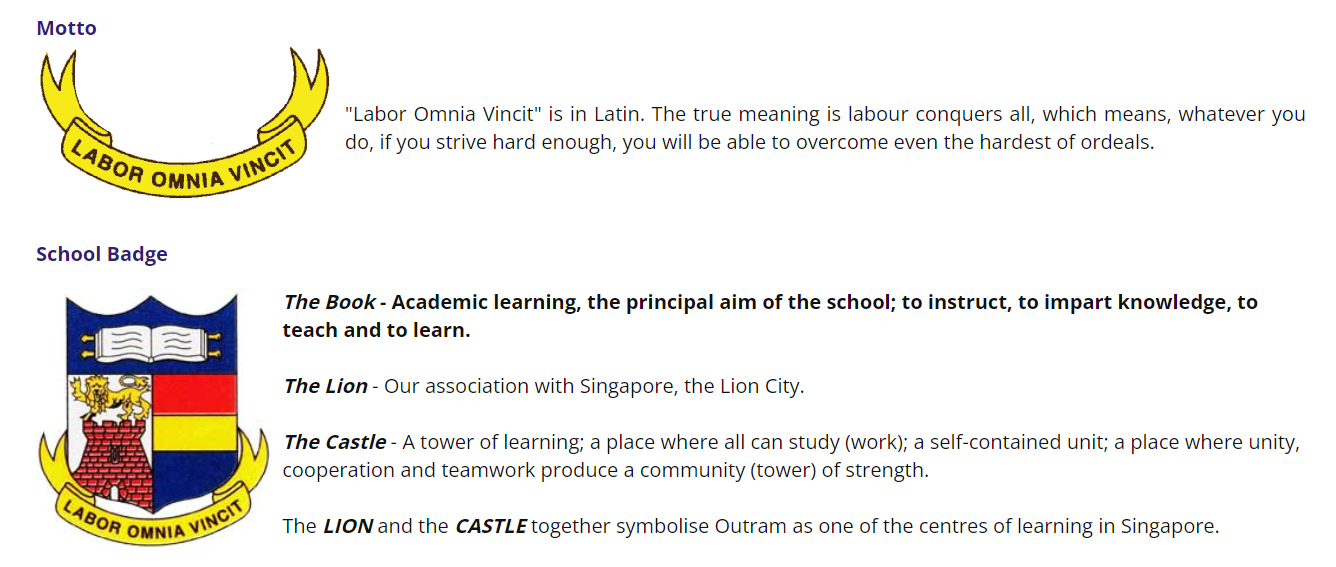 Motto
LABOR OMNIA VINCIT
"Labor Omnia Vincit" is in Latin. The true meaning is labour conquers all, which means, whatever you
do, if you strive hard enough, you will be able to overcome even the hardest of ordeals.
School Badge
The Book - Academic learning, the principal aim of the school; to instruct, to impart knowledge, to
teach and to learn.
The Lion - Our association with Singapore, the Lion City.
The Castle - A tower of learning; a place where all can study (work); a self-contained unit; a place where unity,
cooperation and teamwork produce a community (tower) of strength.
LABOR OMNIA VINCIT
The LION and the CASTLE together symbolise Outram as one of the centres of learning in Singapore.